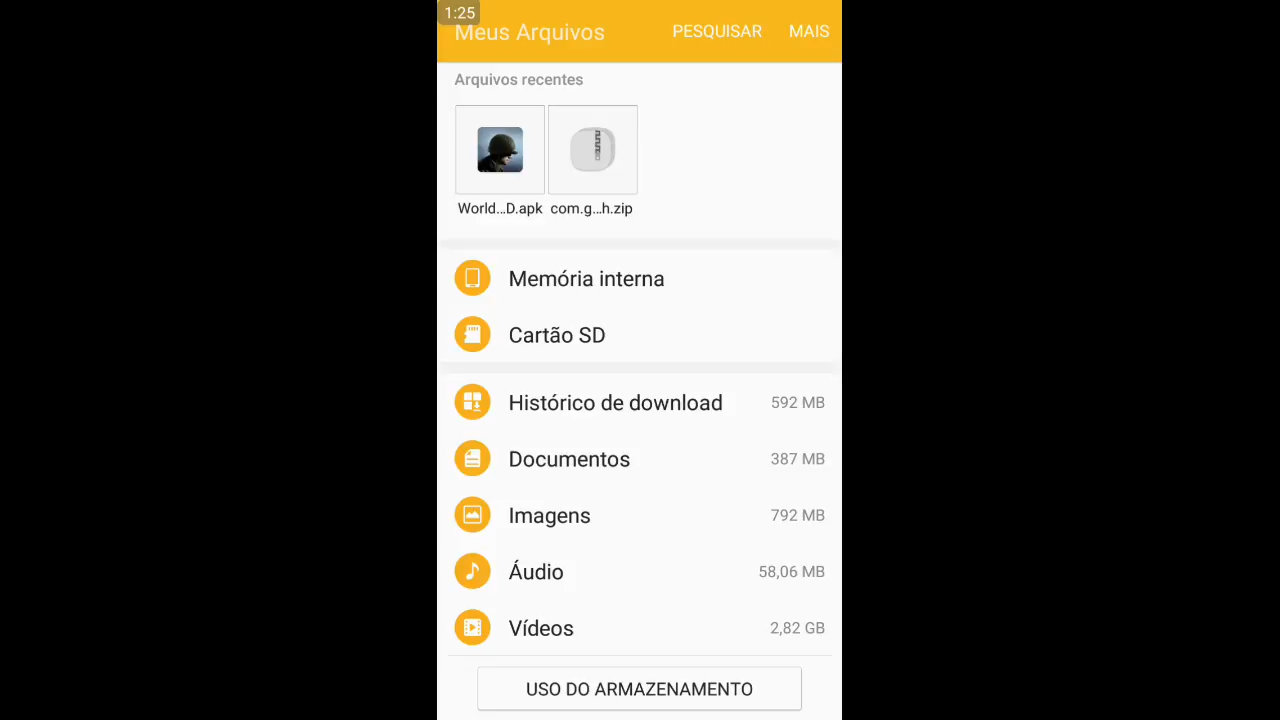 1:25
Meus Arquivos PESQUISAR MAIS
Arquivos recentes
World...D.apk com.g...h.zip
Memória interna
Cartão SD
Histórico de download 592 MB
Documentos 387 MB
Imagens 792 MB
Áudio 58,06 MB
Vídeos 2,82 GB
USO DO ARMAZENAMENTO